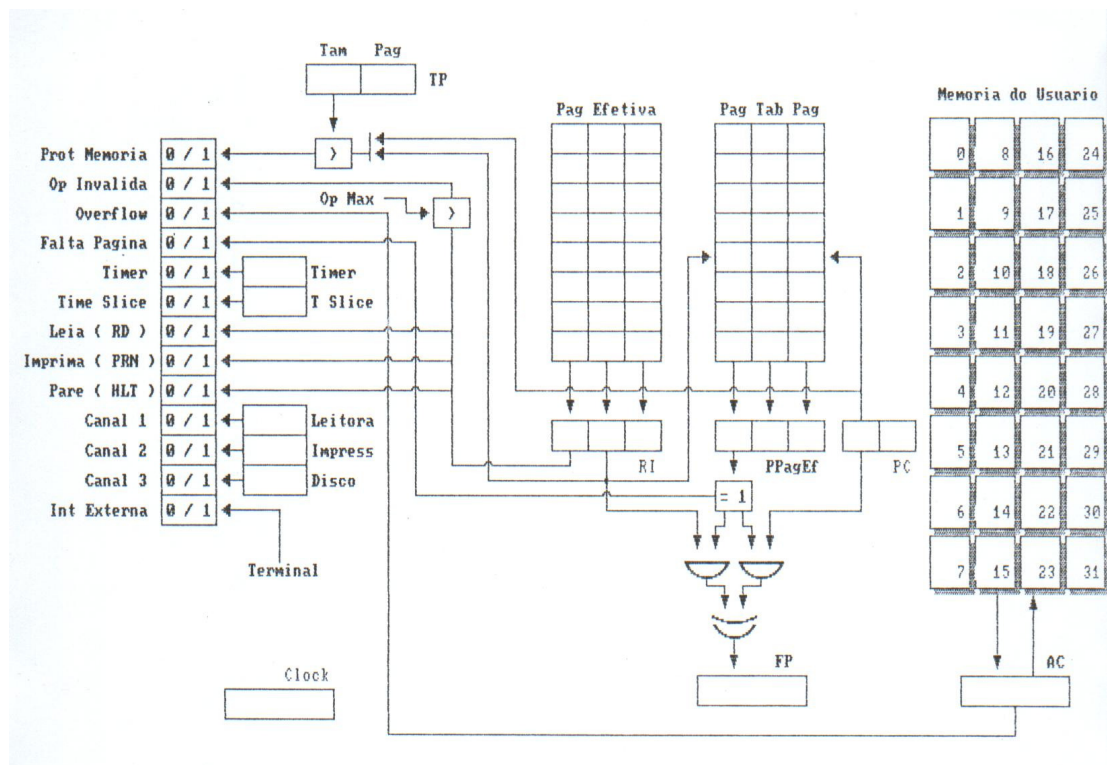 Tam Pag
TP
Memoria do Usuario
Pag Efetiva
Pag Tab Pag
Prot Memoria 0 / 1
>
Op Invalida 0 / 1
Op Max
>
Overflow 0 / 1
Falta Pagina 0 / 1
Timer 0 / 1 Timer
Time Slice 0 / 1 T Slice
Leia ( RD ) 0 / 1
Imprima ( PRN ) 0 / 1
Pare ( HLT ) 0 / 1
Canal 1 0 / 1 Leitora
Canal 2 0 / 1 Impress
Canal 3 0 / 1 Disco
Int Externa 0 / 1
Terminal
RI
PPagEf
PC
= 1
0 8 16 24
1 9 17 25
2 10 18 26
3 11 19 27
4 12 20 28
5 13 21 29
6 14 22 30
7 15 23 31
Clock
FP
AC